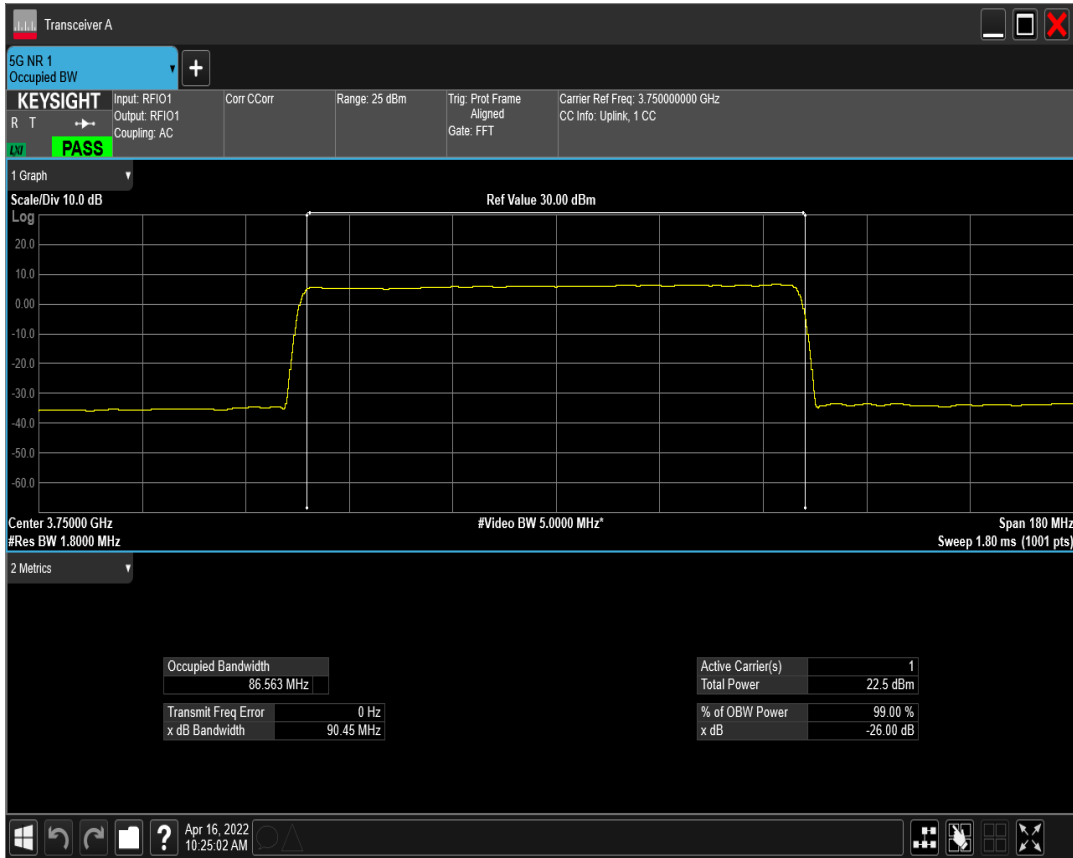 Transceiver A
5G NR 1
Occupied BW
KEYSIGHT
R T
LXI
PASS
Input: RFIO1
Output: RFIO1
Coupling: AC
Corr CCorr
Range: 25 dBm
Trig: Prot Frame
Aligned
Gate: FFT
Carrier Ref Freq: 3.750000000 GHz
CC Info: Uplink, 1 CC
1 Graph
Scale/Div 10.0 dB
Ref Value 30.00 dBm
Log
20.0
10.0
0.00
-10.0
-20.0
-30.0
-40.0
-50.0
-60.0
Center 3.75000 GHz
#Video BW 5.0000 MHz*
Span 180 MHz
#Res BW 1.8000 MHz
Sweep 1.80 ms (1001 pts)
2 Metrics
Occupied Bandwidth
86.563 MHz
Transmit Freq Error 0 Hz
x dB Bandwidth 90.45 MHz
Active Carrier(s) 1
Total Power 22.5 dBm
% of OBW Power 99.00 %
x dB -26.00 dB
?
Apr 16, 2022
10:25:02 AM